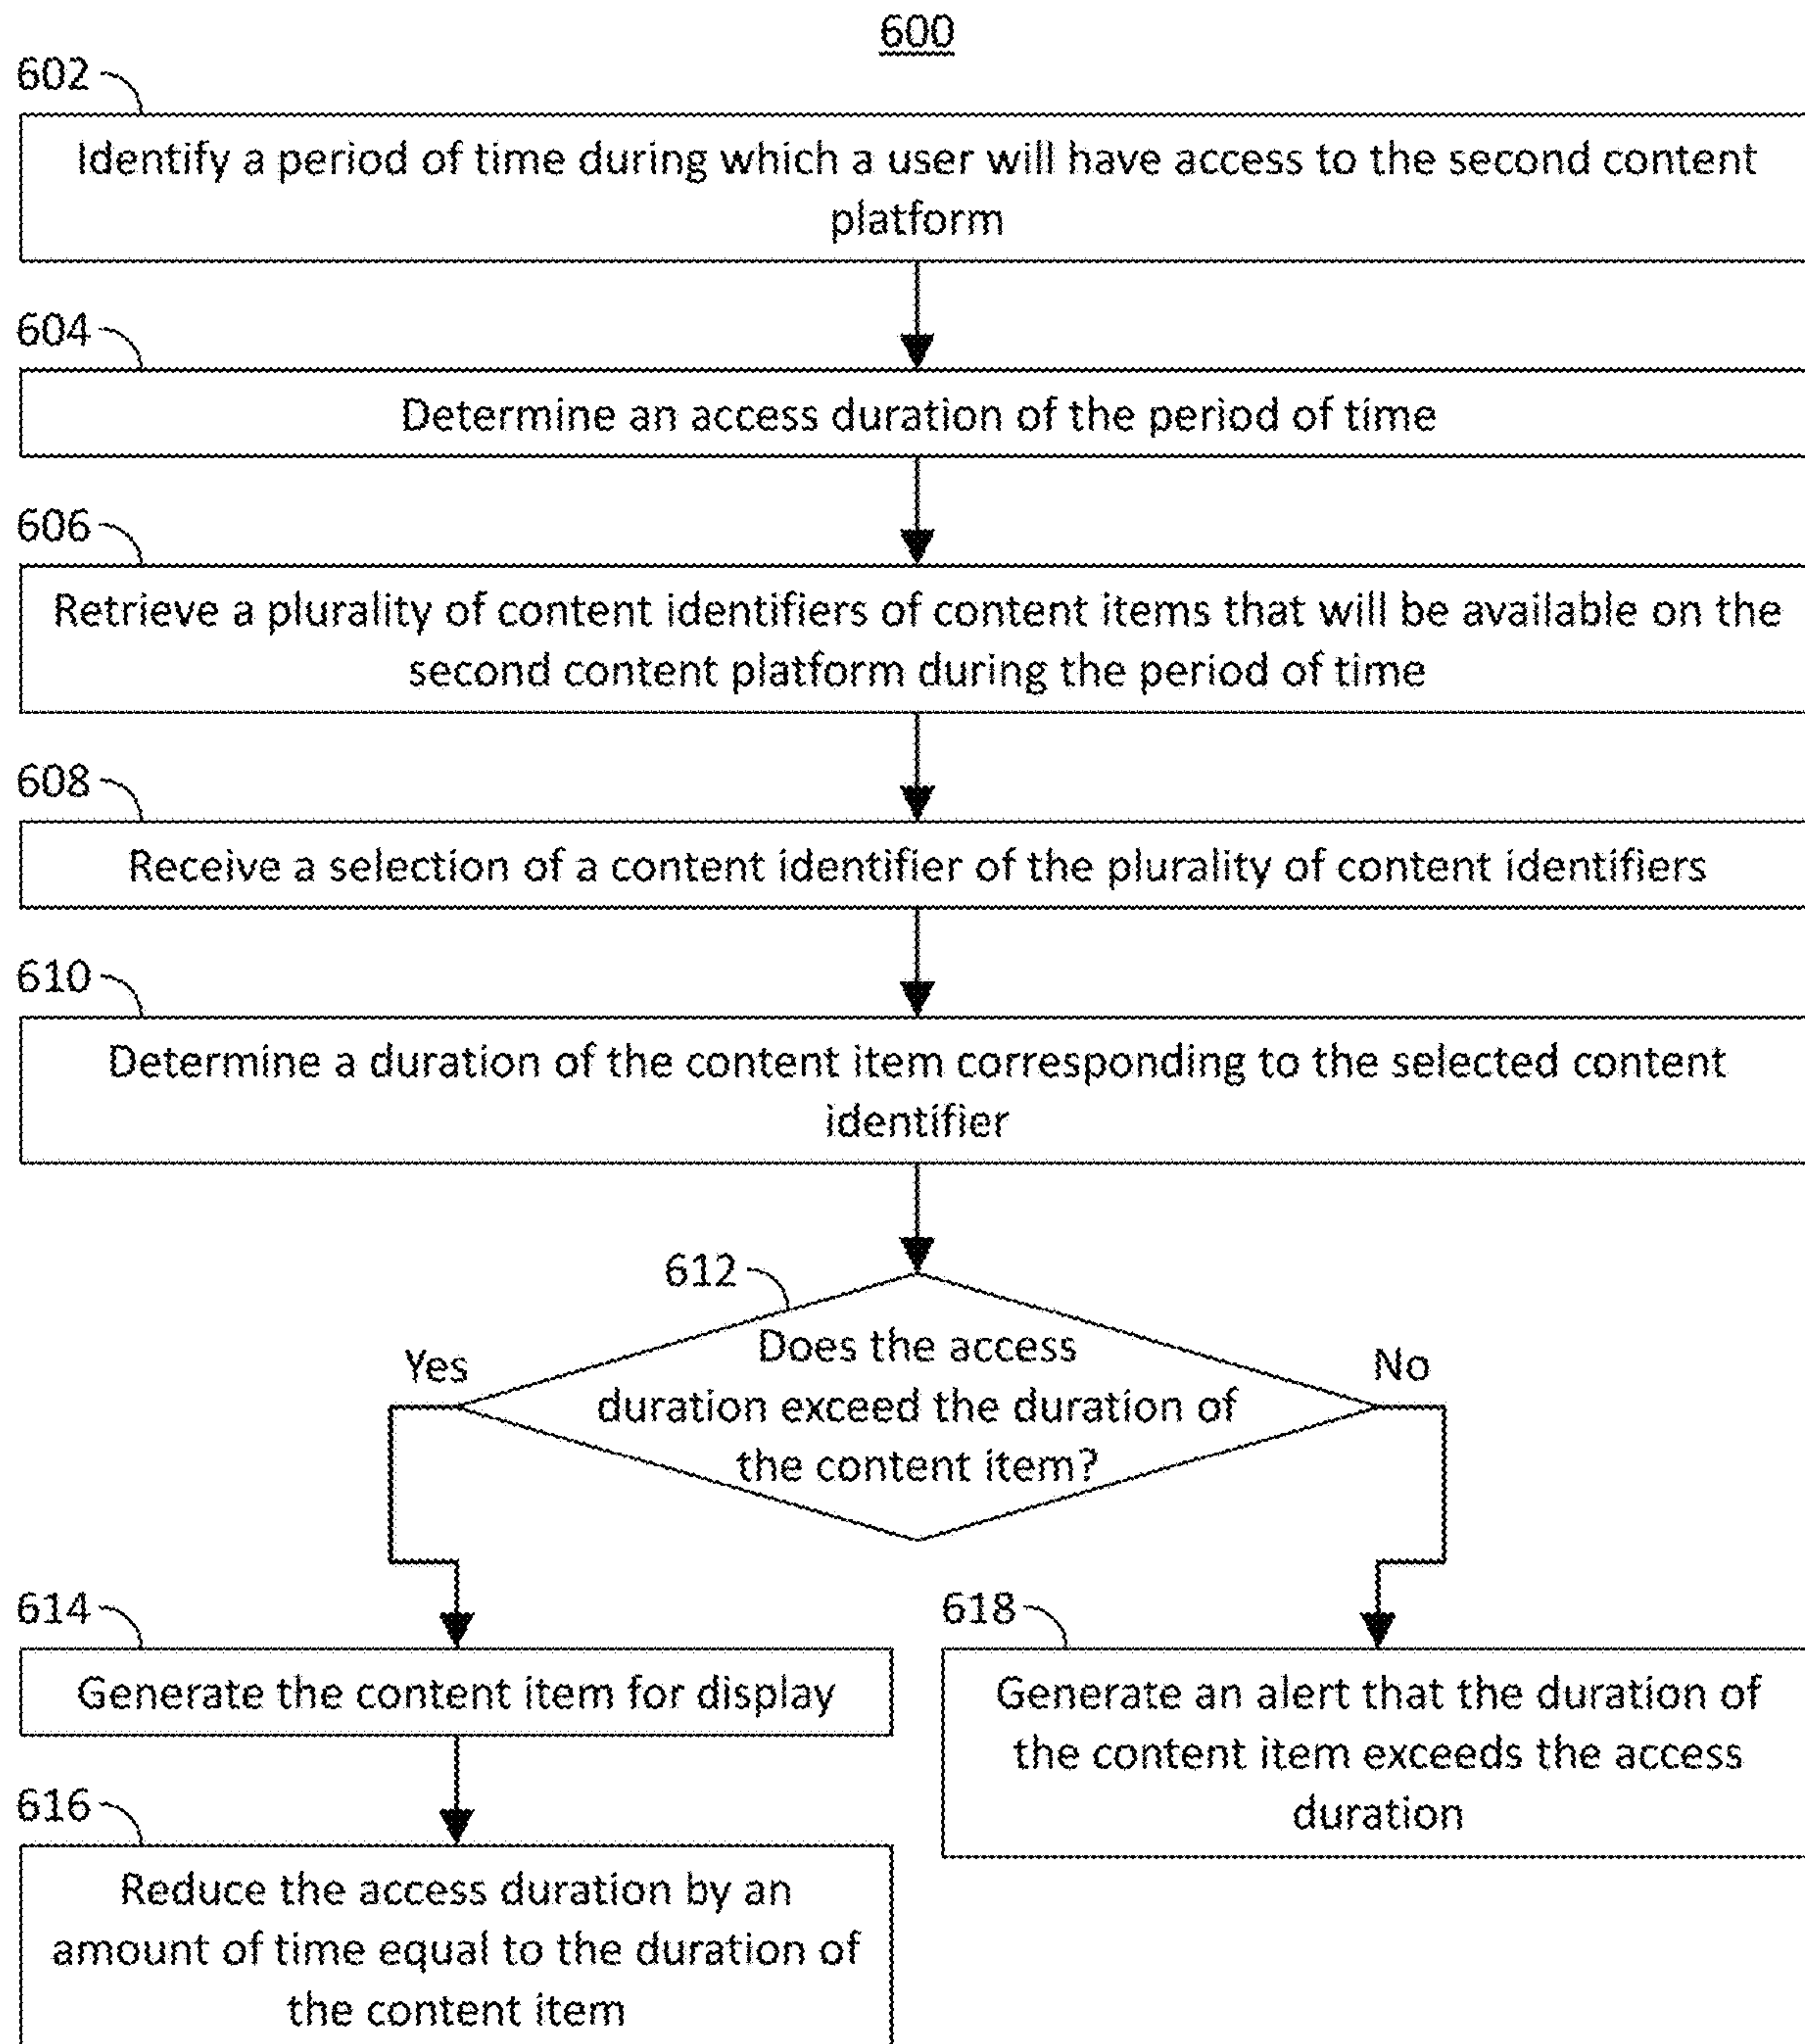 600
602
Identify a period of time during which a user will have access to the second content
platform
604
Determine an access duration of the period of time
606
Retrieve a plurality of content identifiers of content items that will be available on the
second content platform during the period of time
608
Receive a selection of a content identifier of the plurality of content identifiers
610
Determine a duration of the content item corresponding to the selected content
identifier
612
Does the access
duration exceed the duration of
the content item?
Yes
No
614
Generate the content item for display
616
Reduce the access duration by an
amount of time equal to the duration of
the content item
618
Generate an alert that the duration of
the content item exceeds the access
duration